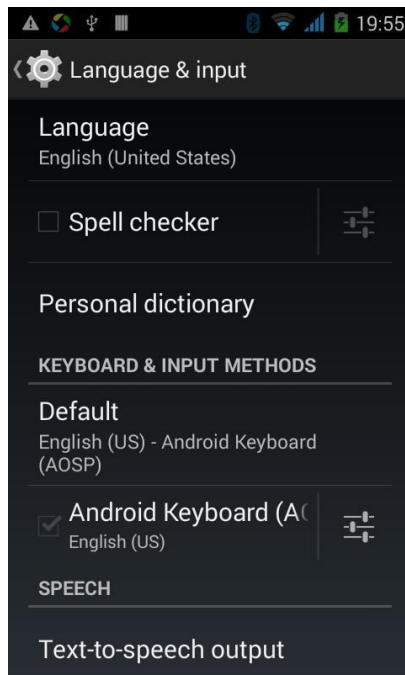 19:55
Language & input
Language
English (United States)
Spell checker
Personal dictionary
KEYBOARD & INPUT METHODS
Default
English (US) - Android Keyboard
(AOSP)
Android Keyboard (A
English (US)
SPEECH
Text-to-speech output